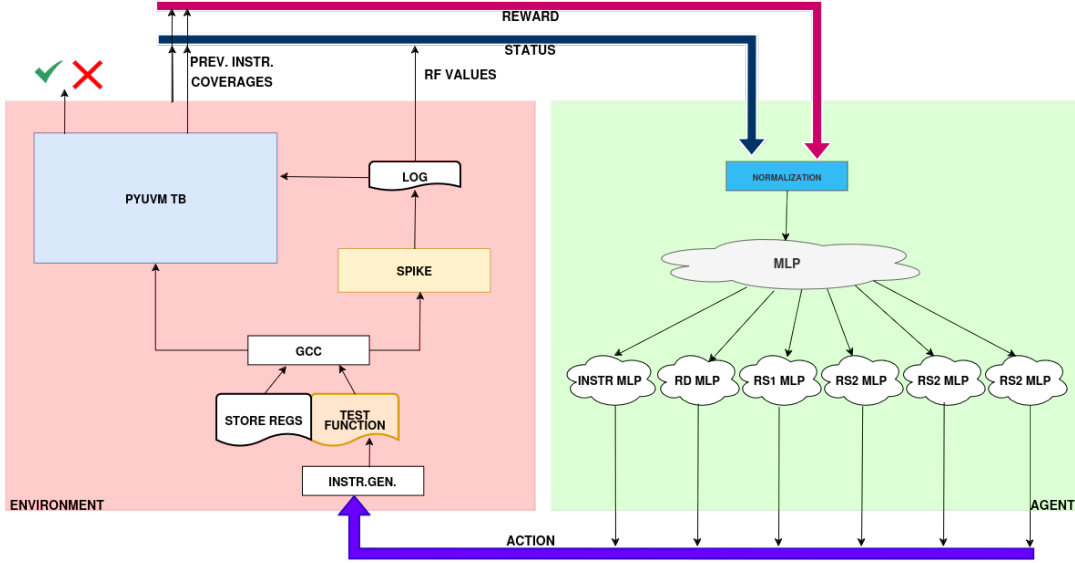 REWARD
STATUS
PREV. INSTR.
COVERAGES
RF VALUES
PYUVM TB
LOG
NORMALIZATION
SPIKE
MLP
GCC
INSTR MLP
RD MLP
RS1 MLP
RS2 MLP
RS2 MLP
RS2 MLP
STORE REGS
TEST
FUNCTION
INSTR.GEN.
ENVIRONMENT
AGENT
ACTION